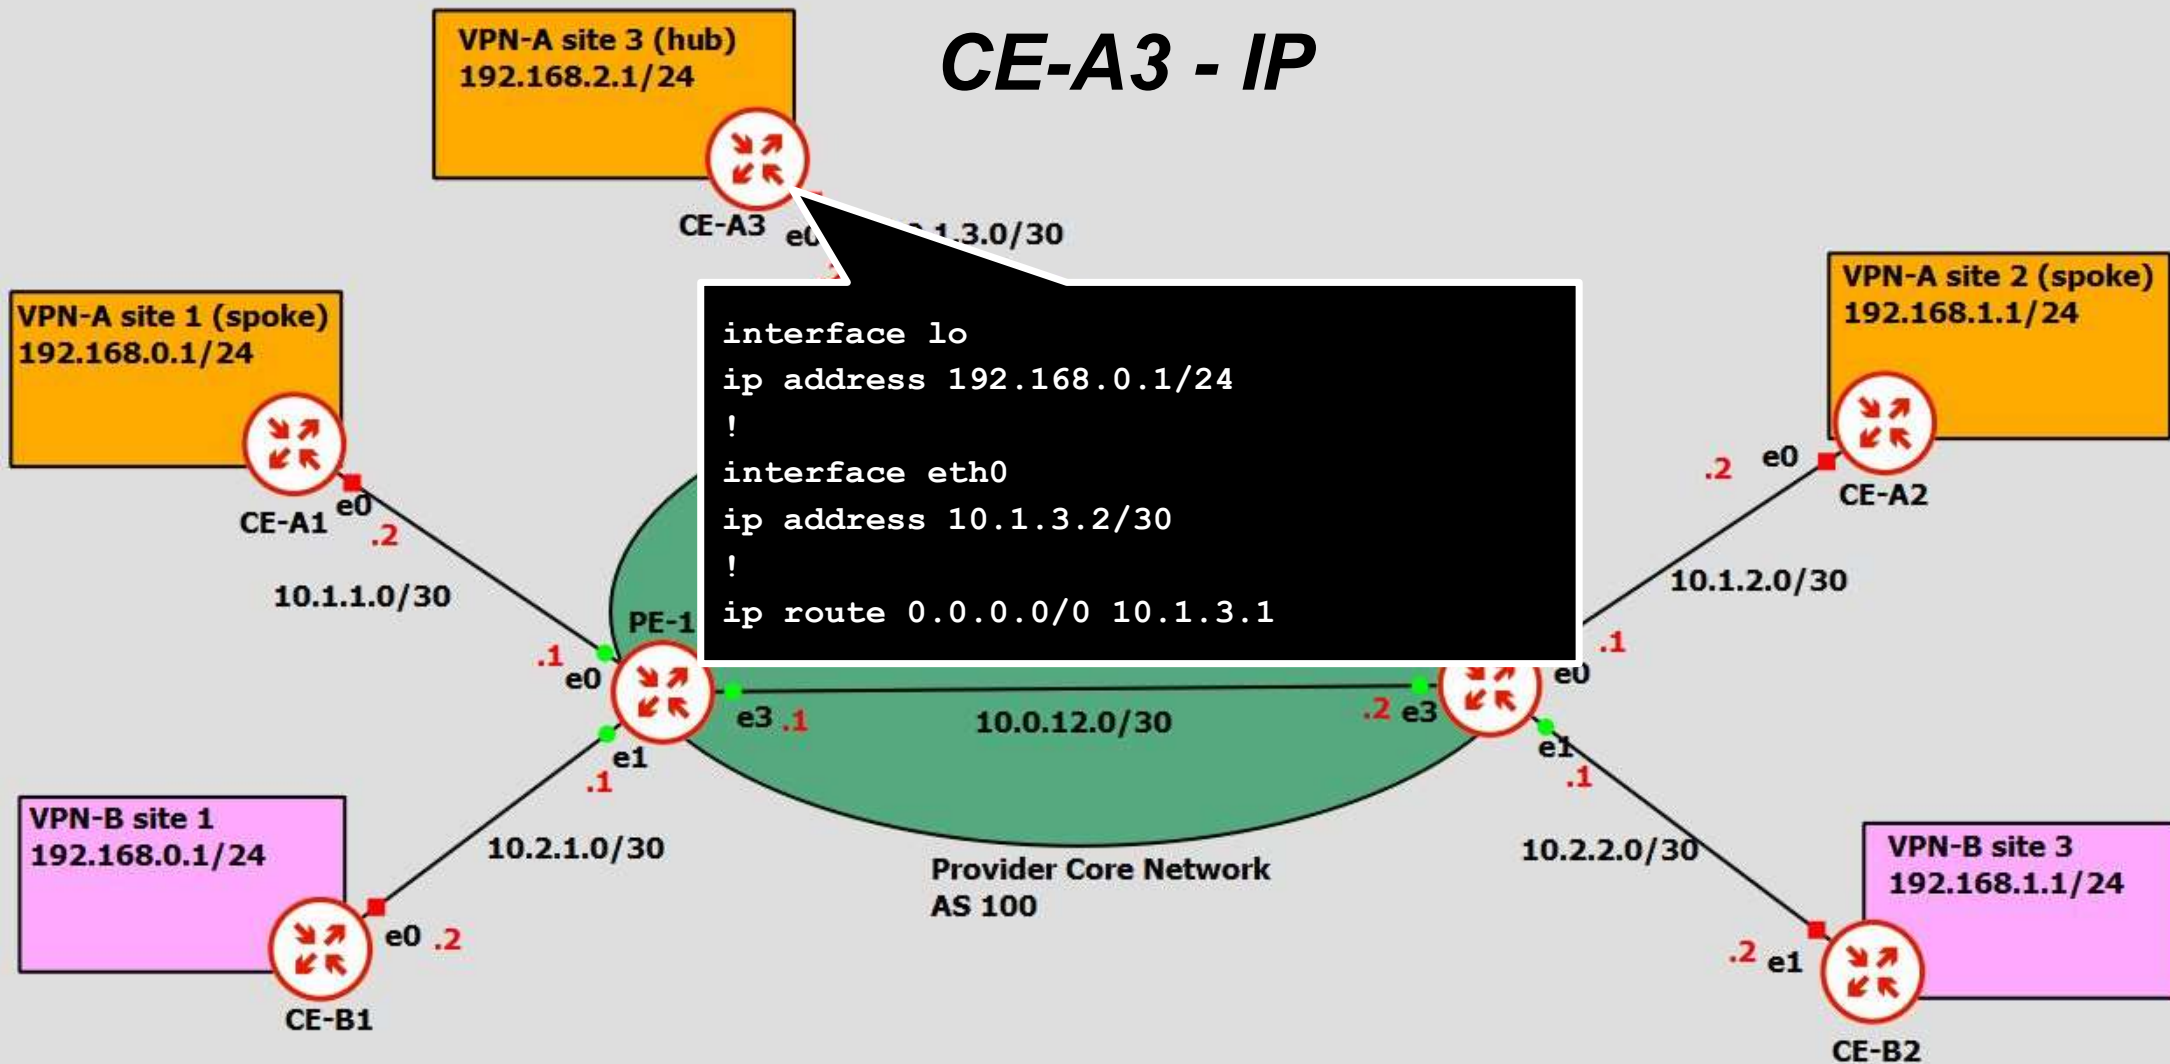 CE-A3 - IP
VPN-A site 3 (hub)
192.168.2.1/24
CE-A3
.1.3.0/30
VPN-A site 1 (spoke)
192.168.0.1/24
CE-A1
e0
.2
10.1.1.0/30
interface lo
ip address 192.168.0.1/24
!
interface eth0
ip address 10.1.3.2/30
!
ip route 0.0.0.0/0 10.1.3.1
VPN-A site 2 (spoke)
192.168.1.1/24
.2
e0
CE-A2
10.1.2.0/30
PE-1
.1
e0
e3 .1
10.0.12.0/30
.2 e3
.1
e0
e1
.1
e1
.1
VPN-B site 1
192.168.0.1/24
10.2.1.0/30
e0 .2
CE-B1
Provider Core Network
AS 100
10.2.2.0/30
VPN-B site 3
192.168.1.1/24
.2 e1
CE-B2